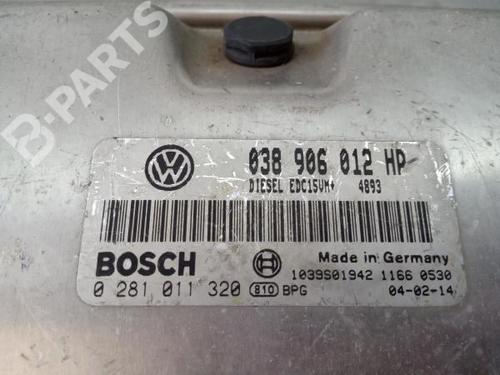 B-PARTS
VW
038 906 012 HP
DIESEL EDC15VM+ 4893
BOSCH
Made in Germany
1039S01942 1166 0530
0 281 011 320 810 BPG 04-02-14